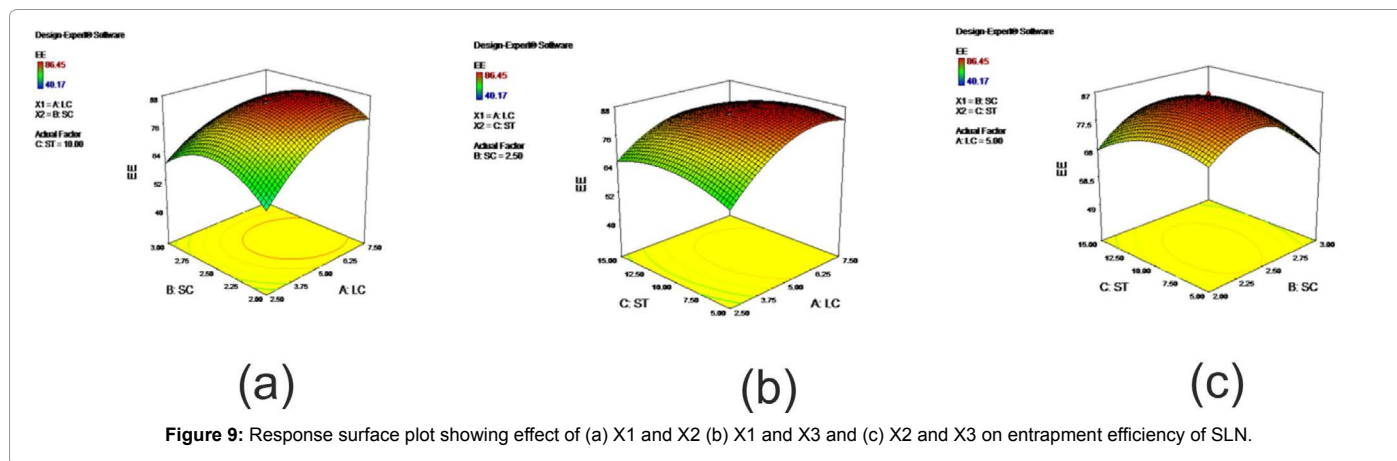 Design-Expert® Software
EE
86.45
40.17
X1 = A: LC
X2 = B: SC
Actual Factor
C: ST = 10.00
88
76
64
52
40
EE
3.00
2.75
2.50
2.25
2.00
B: SC
2.50
3.75
5.00
6.25
7.50
A: LC
(a)
Design-Expert® Software
EE
86.45
40.17
X1 = A: LC
X2 = C: ST
Actual Factor
B: SC = 2.50
88
76
64
52
40
EE
15.00
12.50
10.00
7.50
5.00
C: ST
2.50
3.75
5.00
6.25
7.50
A: LC
(b)
Design-Expert® Software
EE
86.45
40.17
X1 = B: SC
X2 = C: ST
Actual Factor
A: LC = 5.00
87
77.5
68
58.5
49
EE
15.00
12.50
10.00
7.50
5.00
C: ST
2.00
2.25
2.50
2.75
3.00
B: SC
(c)
Figure 9: Response surface plot showing effect of (a) X1 and X2 (b) X1 and X3 and (c) X2 and X3 on entrapment efficiency of SLN.